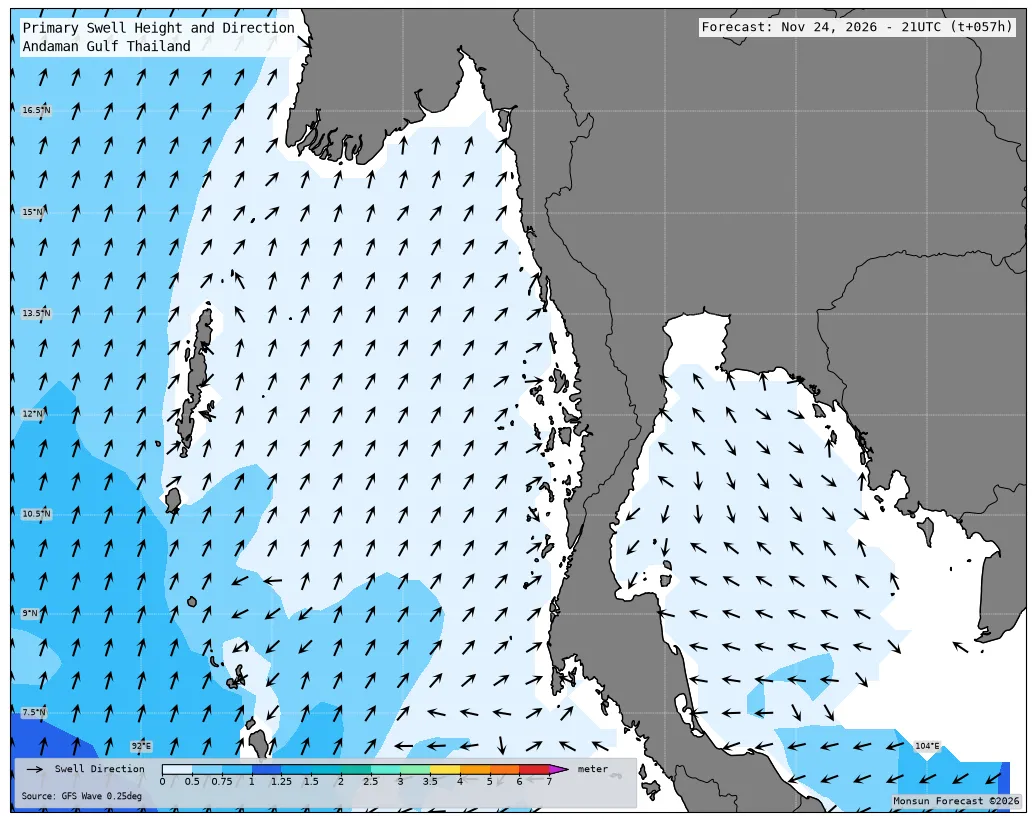 Primary Swell Height and Direction
Andaman Gulf Thailand
Forecast: Nov 24, 2026 - 21UTC (t+057h)
16.5°N
15°N
13.5°N
12°N
10.5°N
9°N
7.5°N
92°E
104°E
Swell Direction
meter
0 0.5 0.75 1 1.25 1.5 2 2.5 3 3.5 4 5 6 7
Source: GFS Wave 0.25deg
Monsun Forecast ©2026